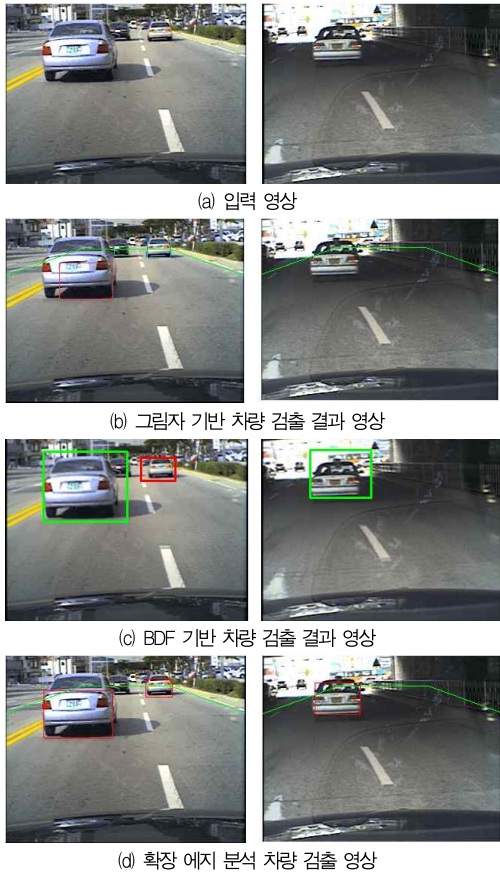 (a) 입력 영상
(b) 그림자 기반 차량 검출 결과 영상
(c) BDF 기반 차량 검출 결과 영상
(d) 확장 에지 분석 차량 검출 영상